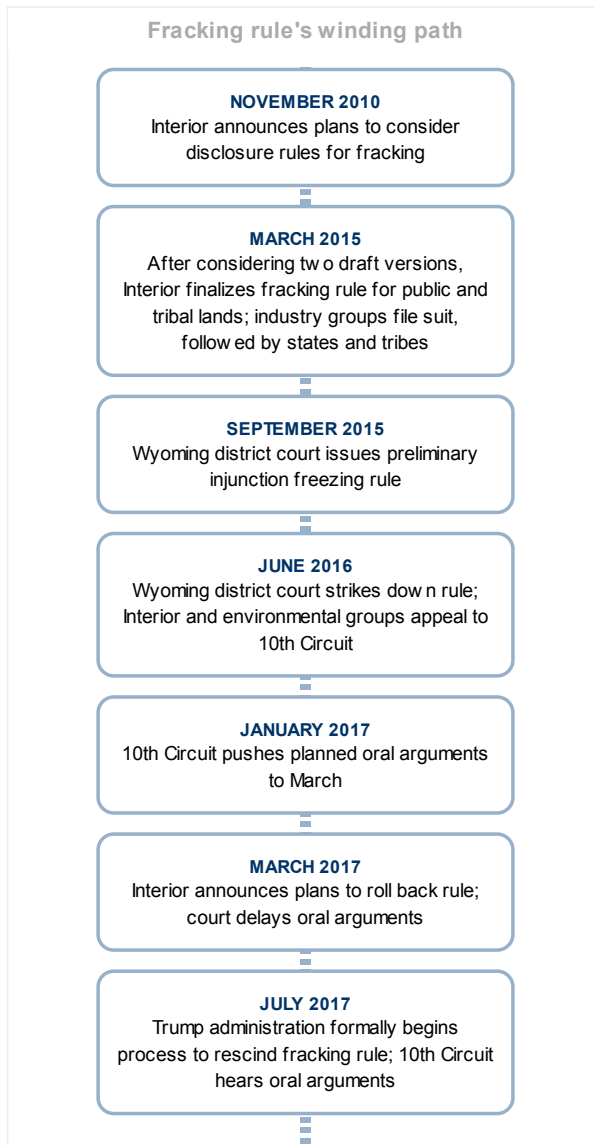 Fracking rule's winding path
NOVEMBER 2010
Interior announces plans to consider
disclosure rules for fracking
MARCH 2015
After considering two draft versions,
Interior finalizes fracking rule for public and
tribal lands; industry groups file suit,
followed by states and tribes
SEPTEMBER 2015
Wyoming district court issues preliminary
injunction freezing rule
JUNE 2016
Wyoming district court strikes down rule;
Interior and environmental groups appeal to
10th Circuit
JANUARY 2017
10th Circuit pushes planned oral arguments
to March
MARCH 2017
Interior announces plans to roll back rule;
court delays oral arguments
JULY 2017
Trump administration formally begins
process to rescind fracking rule; 10th Circuit
hears oral arguments